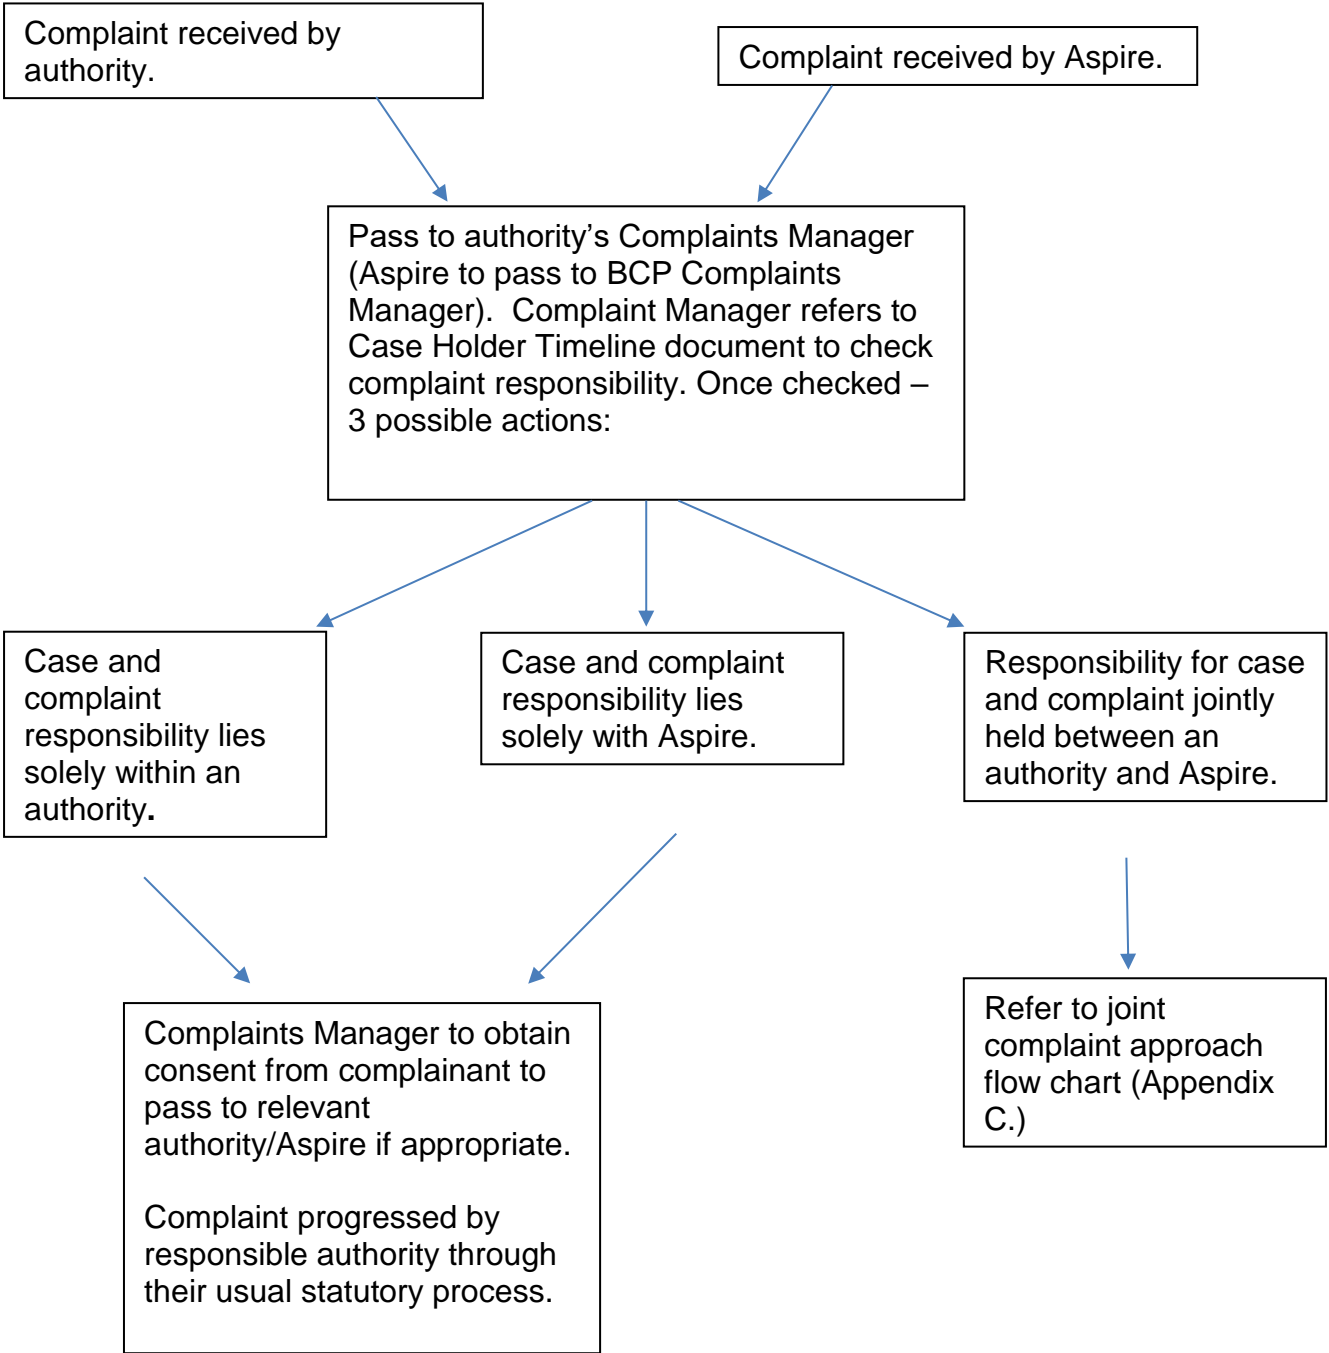 Complaint received by
authority.
Complaint received by Aspire.
Pass to authority’s Complaints Manager
(Aspire to pass to BCP Complaints
Manager).  Complaint Manager refers to
Case Holder Timeline document to check
complaint responsibility. Once checked –
3 possible actions:
Case and
complaint
responsibility lies
solely within an
authority.
Case and complaint
responsibility lies
solely with Aspire.
Responsibility for case
and complaint jointly
held between an
authority and Aspire.
Complaints Manager to obtain
consent from complainant to
pass to relevant
authority/Aspire if appropriate.
Complaint progressed by
responsible authority through
their usual statutory process.
Refer to joint
complaint approach
flow chart (Appendix
C.)